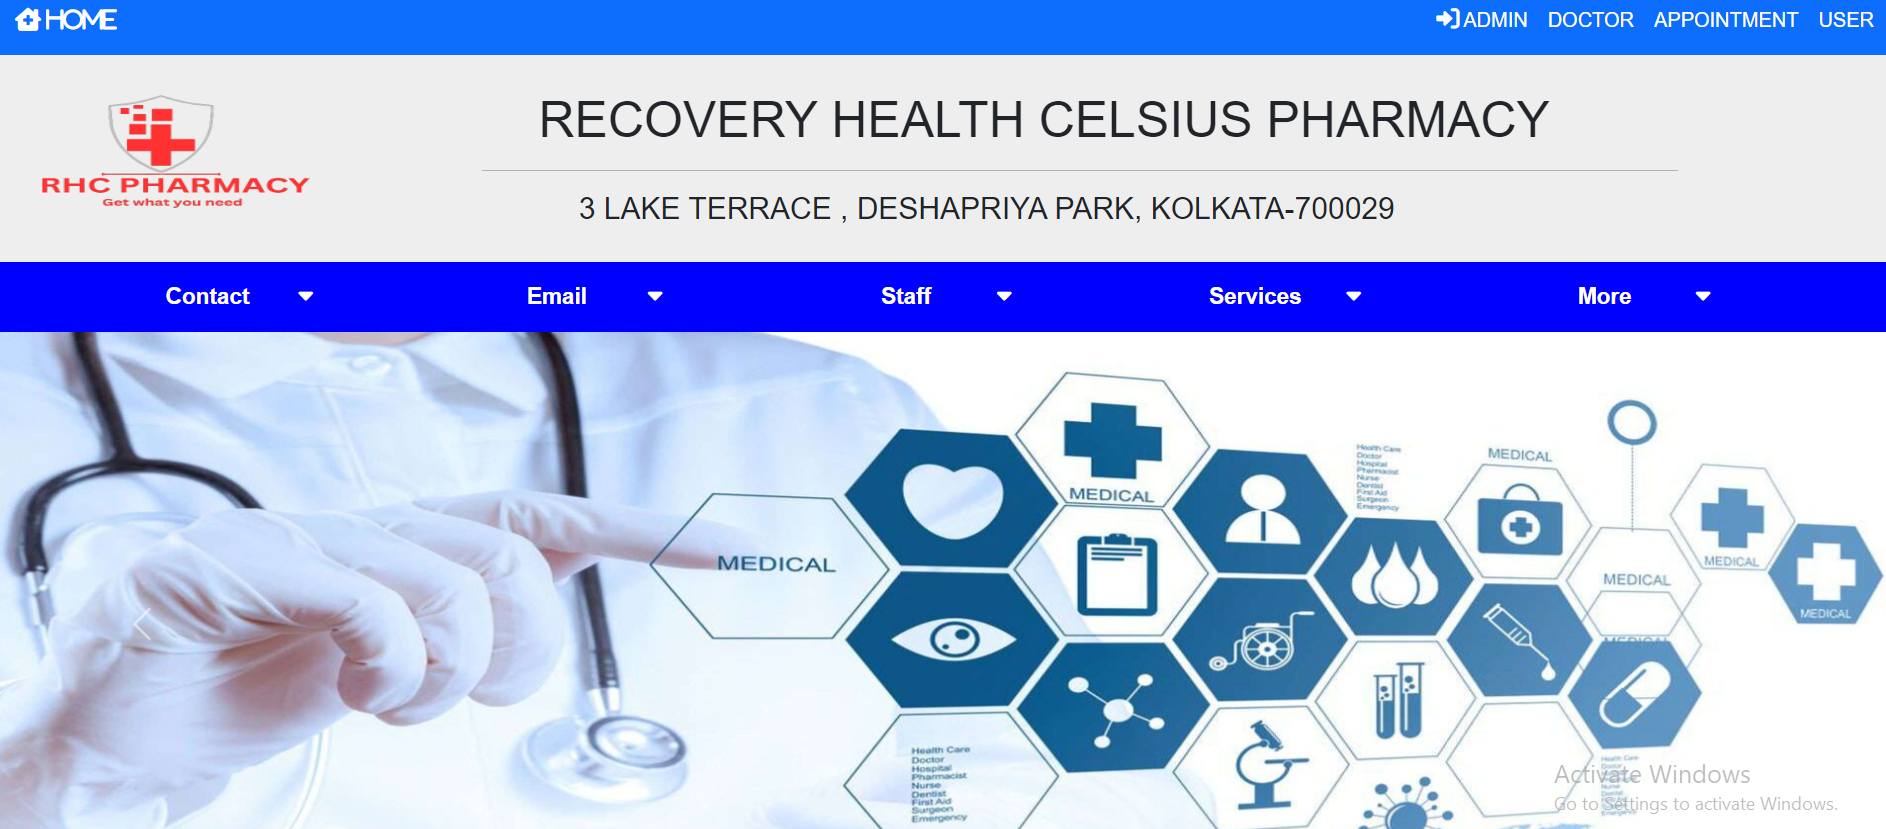 HOME
ADMIN DOCTOR APPOINTMENT USER
RECOVERY HEALTH CELSIUS PHARMACY
RHC PHARMACY
Get what you need
3 LAKE TERRACE , DESHAPRIYA PARK, KOLKATA-700029
Contact Email Staff Services More
MEDICAL
MEDICAL
Health Care
Doctor
Hospital
Pharmacist
Nurse
Dentist
First Aid
Surgeon
Emergency
MEDICAL
MEDICAL
MEDICAL
MEDICAL
MEDICAL
Health Care
Doctor
Hospital
Pharmacist
Nurse
Dentist
First Aid
Surgeon
Emergency
Activate Windows
Go to Settings to activate Windows.